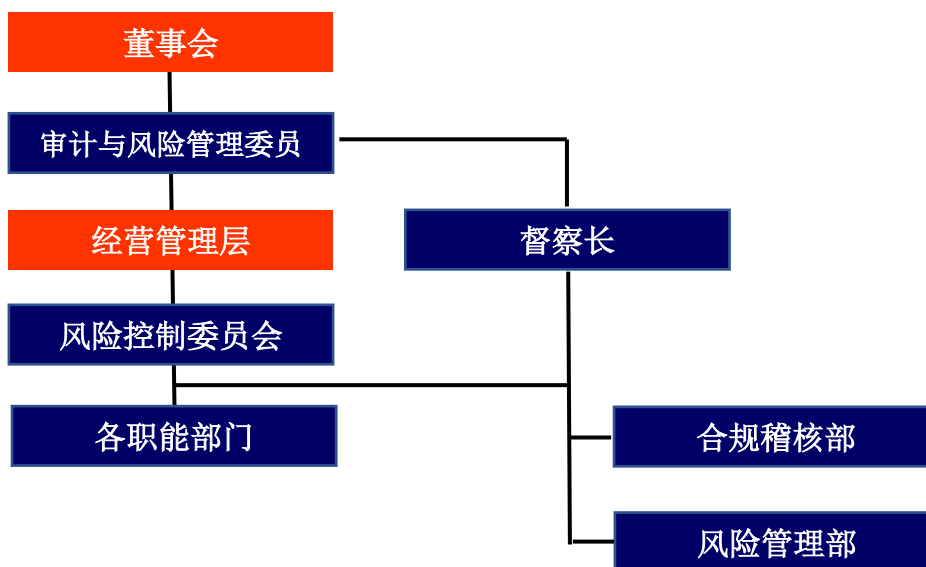 董事会
审计与风险管理委员
经营管理层
督察长
风险控制委员会
各职能部门
合规稽核部
风险管理部